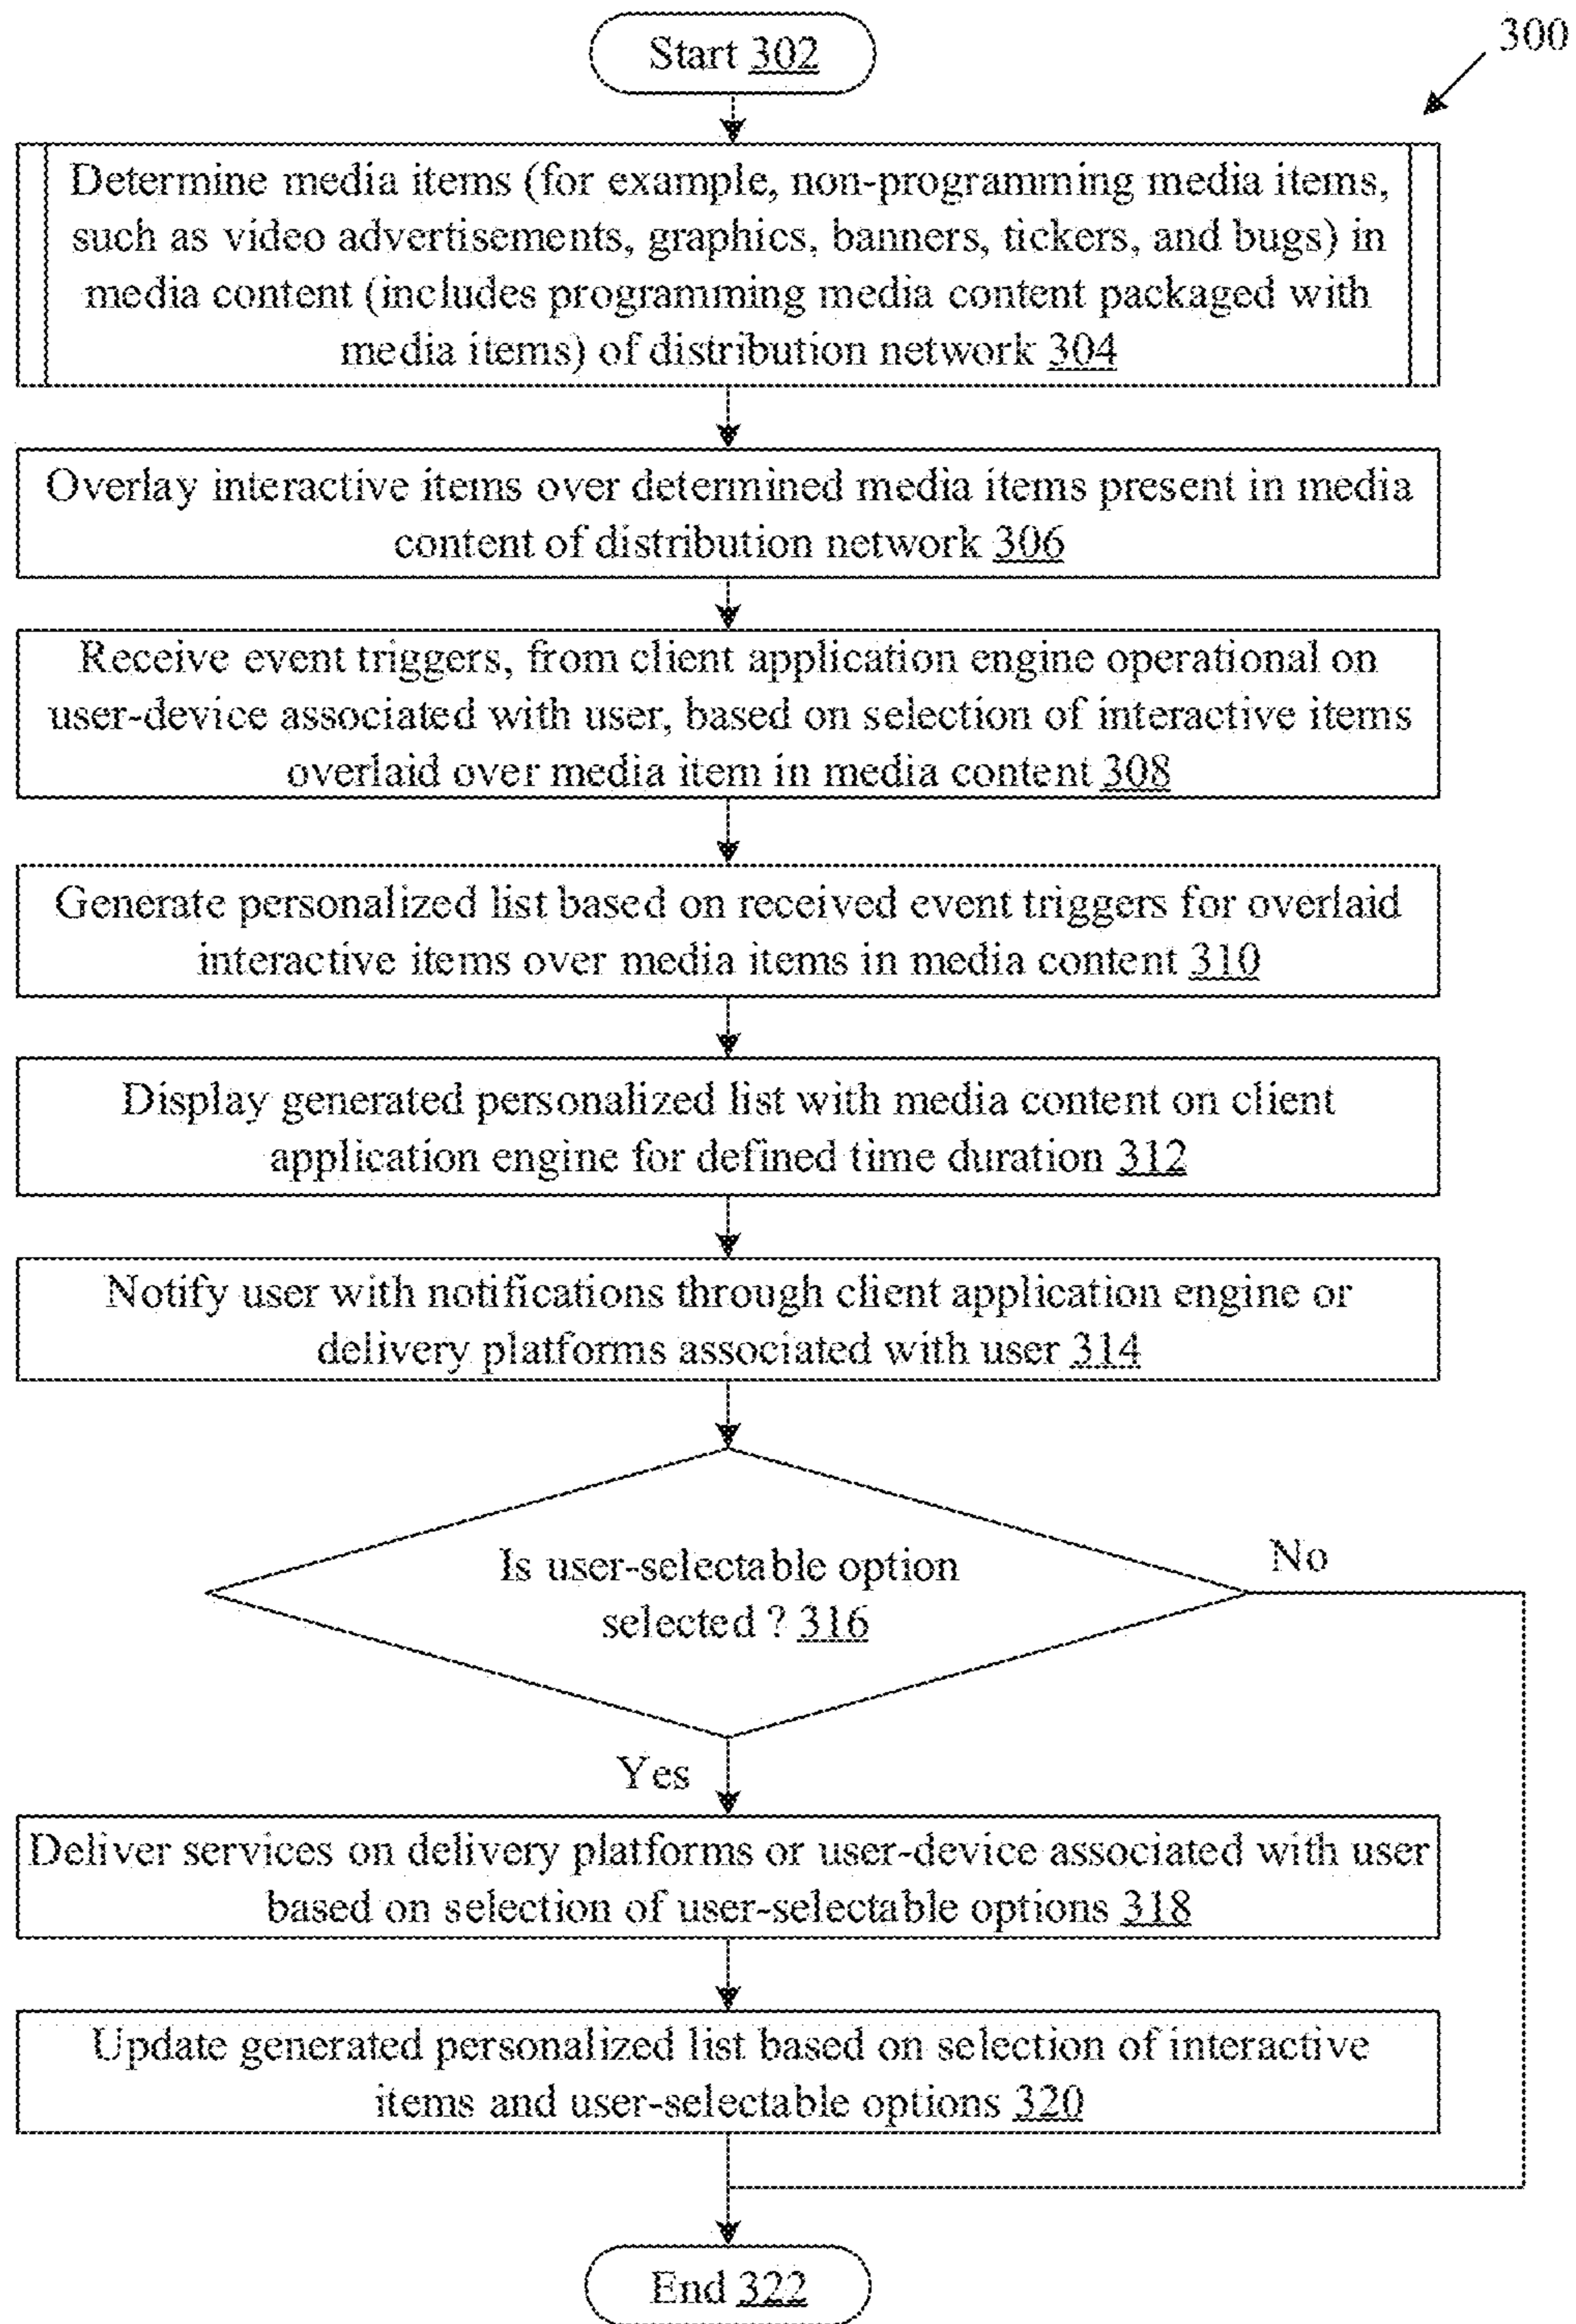 300
Start 302
Determine media items (for example, non-programming media items,
such as video advertisements, graphics, banners, tickers, and bugs) in
media content (includes programming media content packaged with
media items) of distribution network 304
Overlay interactive items over determined media items present in media
content of distribution network 306
Receive event triggers, from client application engine operational on
user-device associated with user, based on selection of interactive items
overlaid over media item in media content 308
Generate personalized list based on received event triggers for overlaid
interactive items over media items in media content 310
Display generated personalized list with media content on client
application engine for defined time duration 312
Notify user with notifications through client application engine or
delivery platforms associated with user 314
Is user-selectable option
selected ? 316
No
Yes
Deliver services on delivery platforms or user-device associated with user
based on selection of user-selectable options 318
Update generated personalized list based on selection of interactive
items and user-selectable options 320
End 322